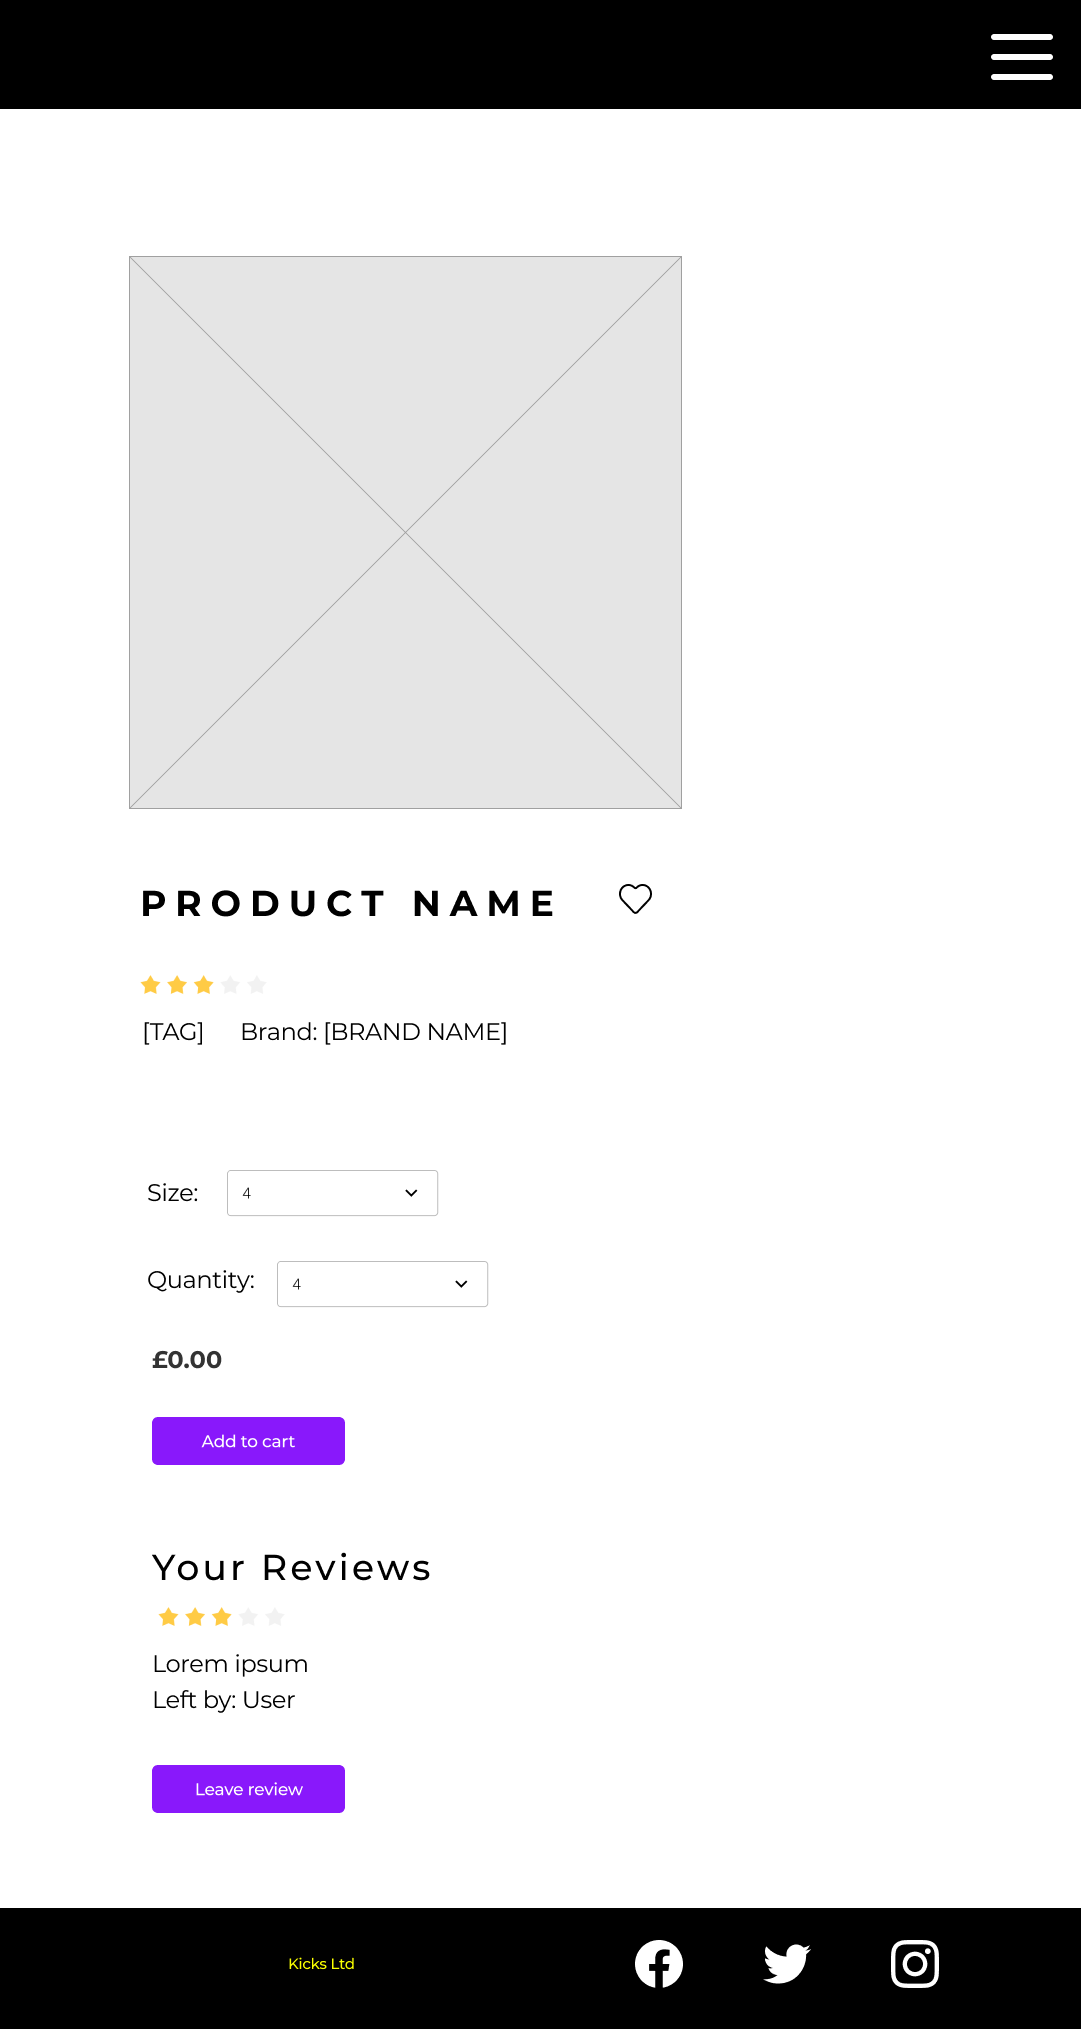 PRODUCT NAME
[TAG] Brand: [BRAND NAME]
Size: 4
Quantity: 4
£0.00
Add to cart
Your Reviews
Lorem ipsum
Left by: User
Leave review
Kicks Ltd